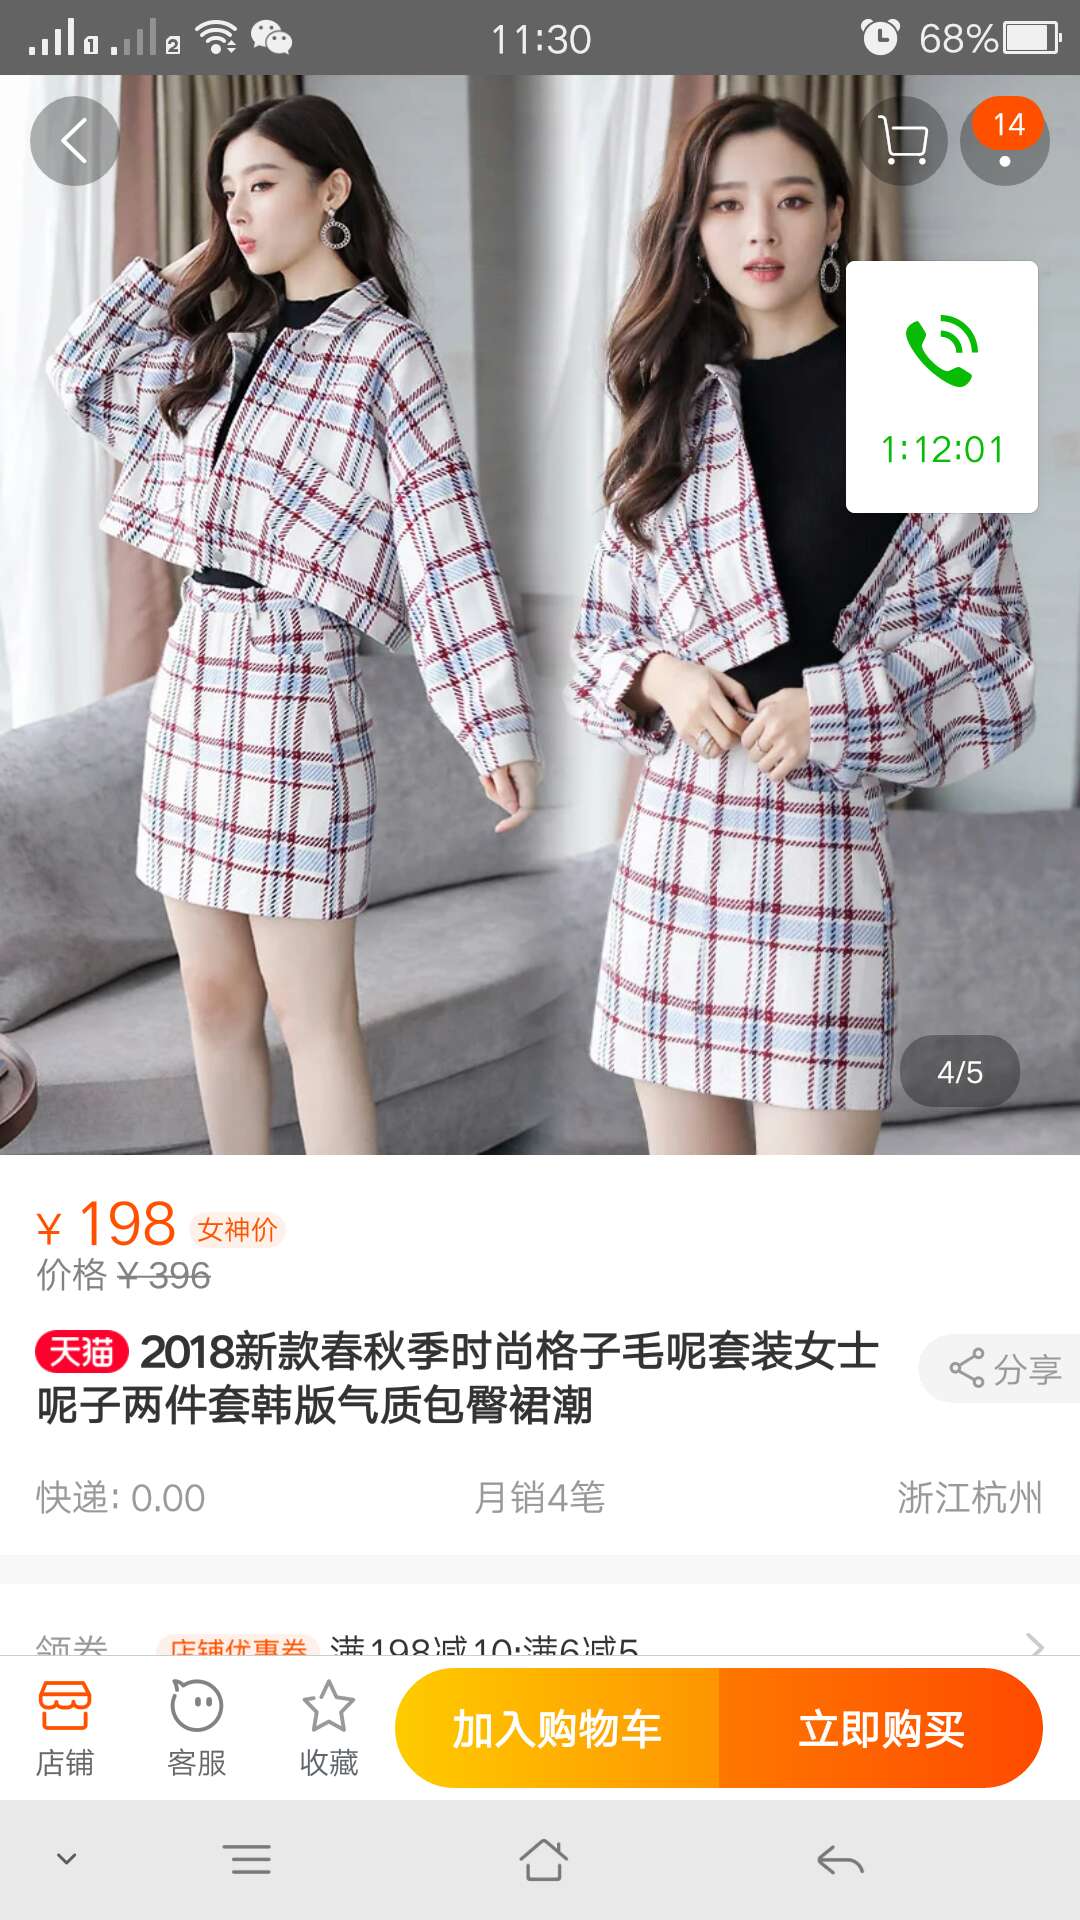 1 2 11:30 68%
14
1:12:01
4/5
¥ 198 女神价
价格 ¥ 396
天猫 2018新款春秋季时尚格子毛呢套装女士
呢子两件套韩版气质包臀裙潮
分享
快递: 0.00 月销4笔 浙江杭州
领券 店铺优惠券 满198减10;满6减5
店铺 客服 收藏 加入购物车 立即购买